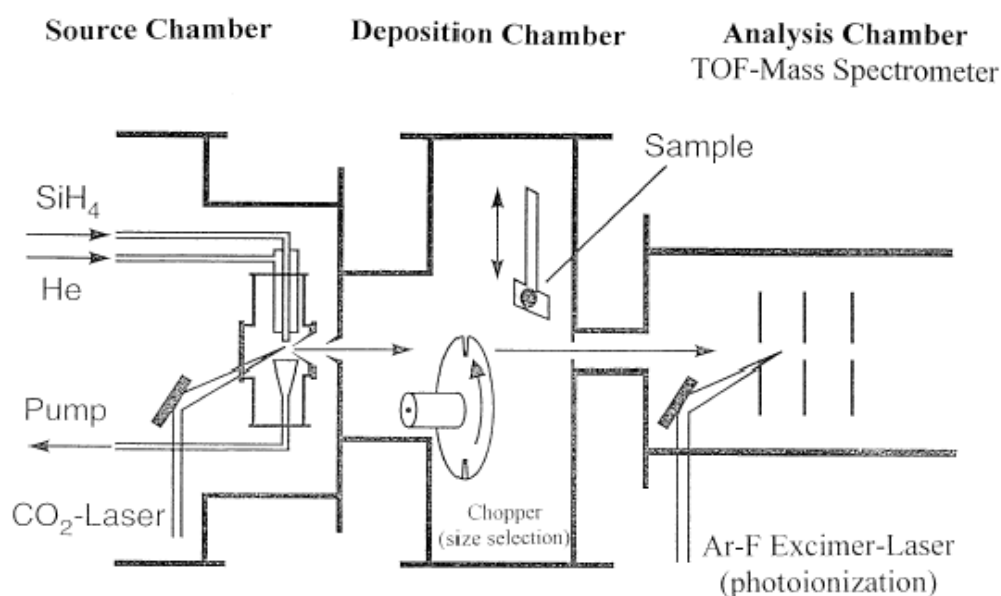 Source Chamber
Deposition Chamber
Analysis Chamber
TOF-Mass Spectrometer
Sample
SiH₄
He
Pump
CO₂-Laser
Chopper
(size selection)
Ar-F Excimer-Laser
(photoionization)